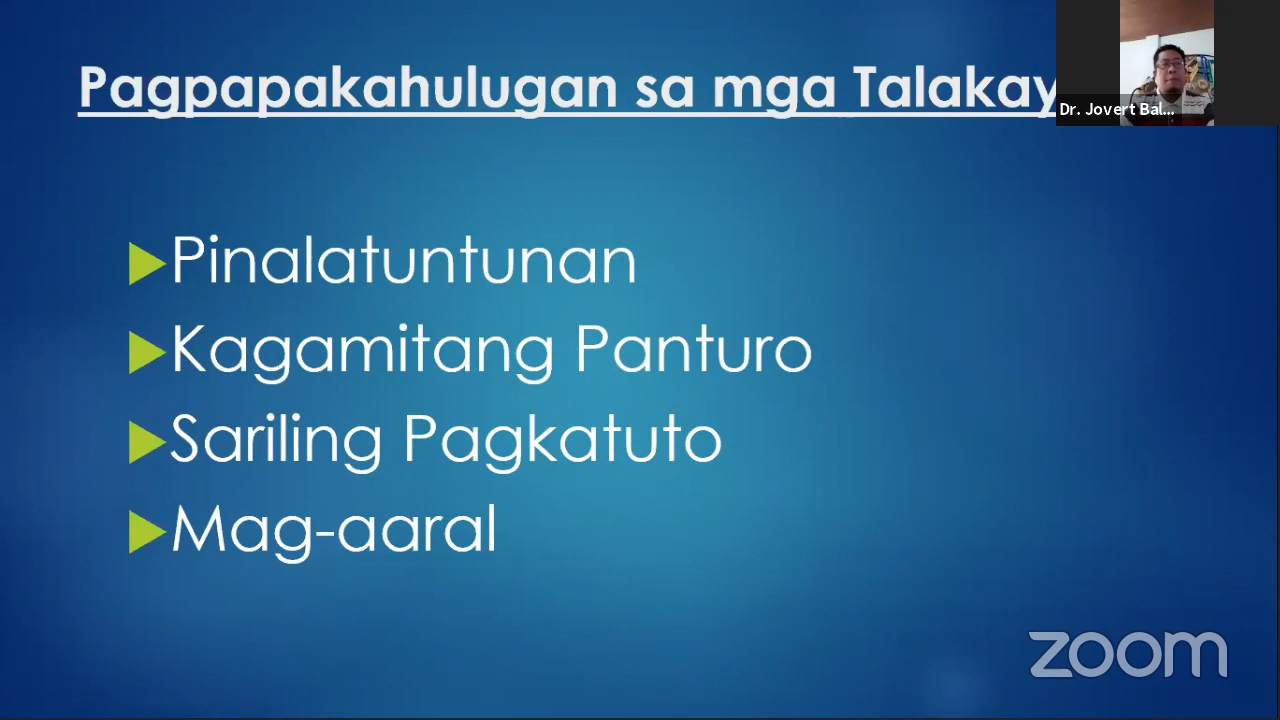 Pagpapakahulugan sa mga Talakay
Dr. Jovert Bal...
Pinalatuntunan
Kagamitang Panturo
Sariling Pagkatuto
Mag-aaral
zoom